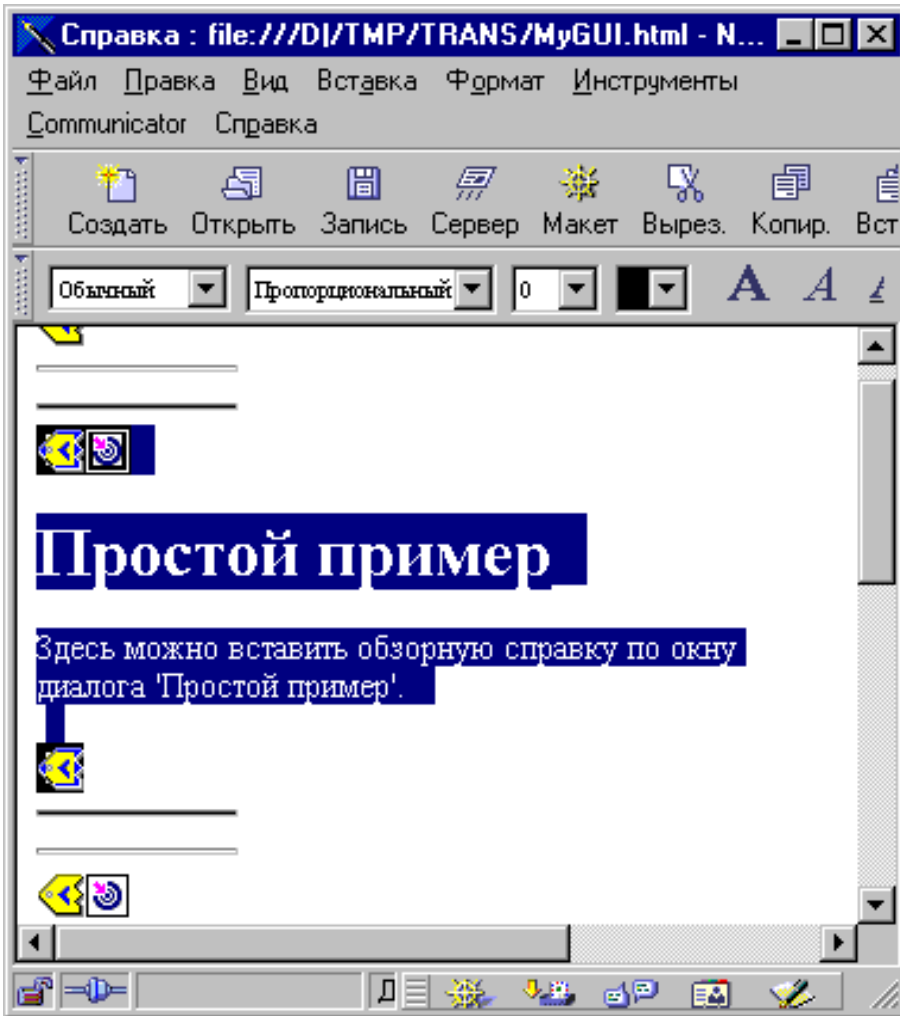 Справка : file:///D|/TMP/TRANS/MyGUI.html - N...
Файл Правка Вид Вставка Формат Инструменты
Communicator Справка
Создать Открыть Запись Сервер Макет Вырез. Копир. Вст
Обычный Пропорциональный 0 A A
Простой пример
Здесь можно вставить обзорную справку по окну
диалога 'Простой пример'.
Д